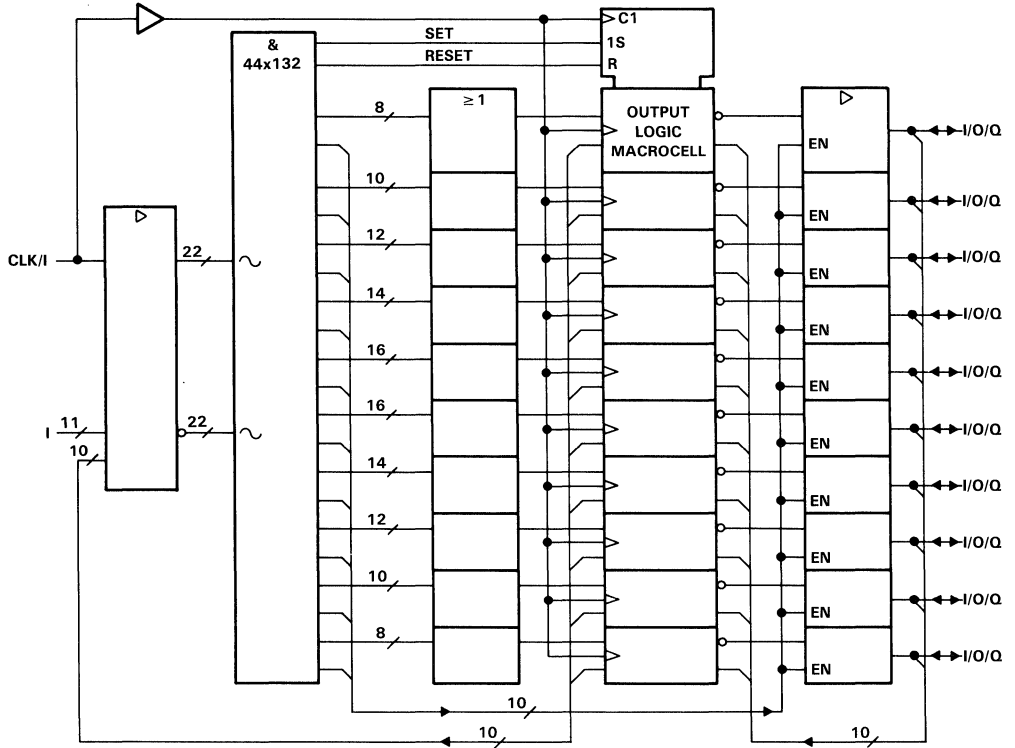 C1
SET
1S
RESET
R
&
44x132
≥ 1
OUTPUT
LOGIC
MACROCELL
8
I/O/Q
EN
10
I/O/Q
EN
12
I/O/Q
EN
CLK/I
22
14
I/O/Q
EN
16
I/O/Q
EN
16
I/O/Q
EN
I
11
22
10
14
I/O/Q
EN
12
I/O/Q
EN
10
I/O/Q
EN
8
I/O/Q
EN
10
10
10